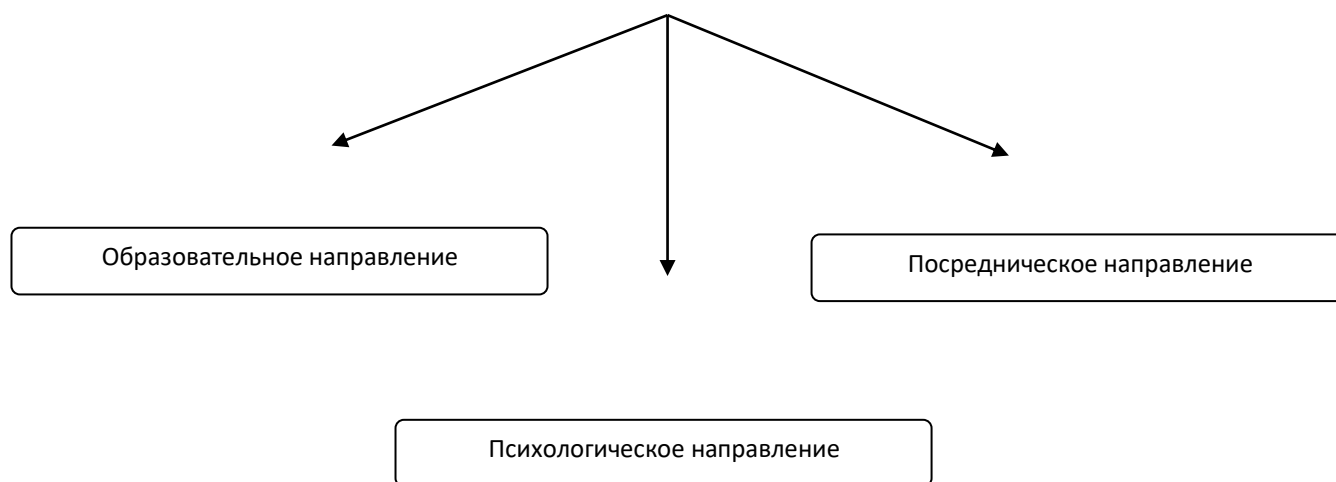 Образовательное направление
Посредническое направление
Психологическое направление